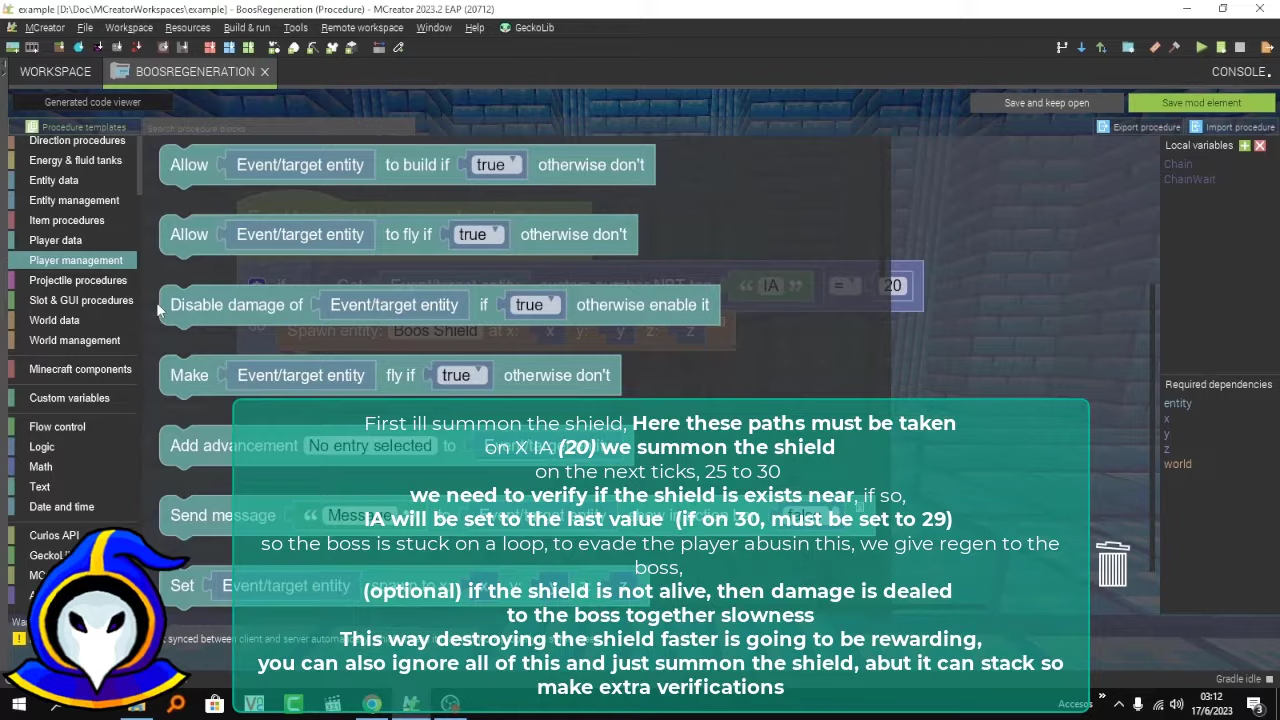 example [D:\Doc\MCreatorWorkspaces\example] - BoosRegeneration (Procedure) - MCreator 2023.2 EAP (20712)
MCreator File Workspace Resources Build & run Tools Remote workspace Window Help GeckoLib
WORKSPACE BOOSREGENERATION CONSOLE
Generated code viewer Save and keep open Save mod element
Procedure templates Search procedure blocks Export procedure Import procedure
Direction procedures
Energy & fluid tanks
Entity data
Entity management
Item procedures
Player data
Player management
Projectile procedures
Slot & GUI procedures
World data
World management
Minecraft components
Custom variables
Flow control
Logic
Math
Text
Date and time
Curlos API
Allow Event/target entity to build if true otherwise don't
Allow Event/target entity to fly if true otherwise don't
Disable damage of Event/target entity if true otherwise enable it
Make Event/target entity fly if true otherwise don't
Add advancement No entry selected to Event/target entity
Send message “ Message
Set Event/target entity
“ IA ” = 20
Spawn entity: Boos Shield at x: x y: y z: z
Local variables
Chain
ChainWait
Required dependencies
entity
x
y
z
world
First ill summon the shield, Here these paths must be taken
on X IA (20) we summon the shield
on the next ticks, 25 to 30
we need to verify if the shield is exists near, if so,
IA will be set to the last value (if on 30, must be set to 29)
so the boss is stuck on a loop, to evade the player abusin this, we give regen to the
boss,
(optional) if the shield is not alive, then damage is dealed
to the boss together slowness
This way destroying the shield faster is going to be rewarding,
you can also ignore all of this and just summon the shield, abut it can stack so
make extra verifications
Gradle idle
Accesos
03:12
17/6/2023